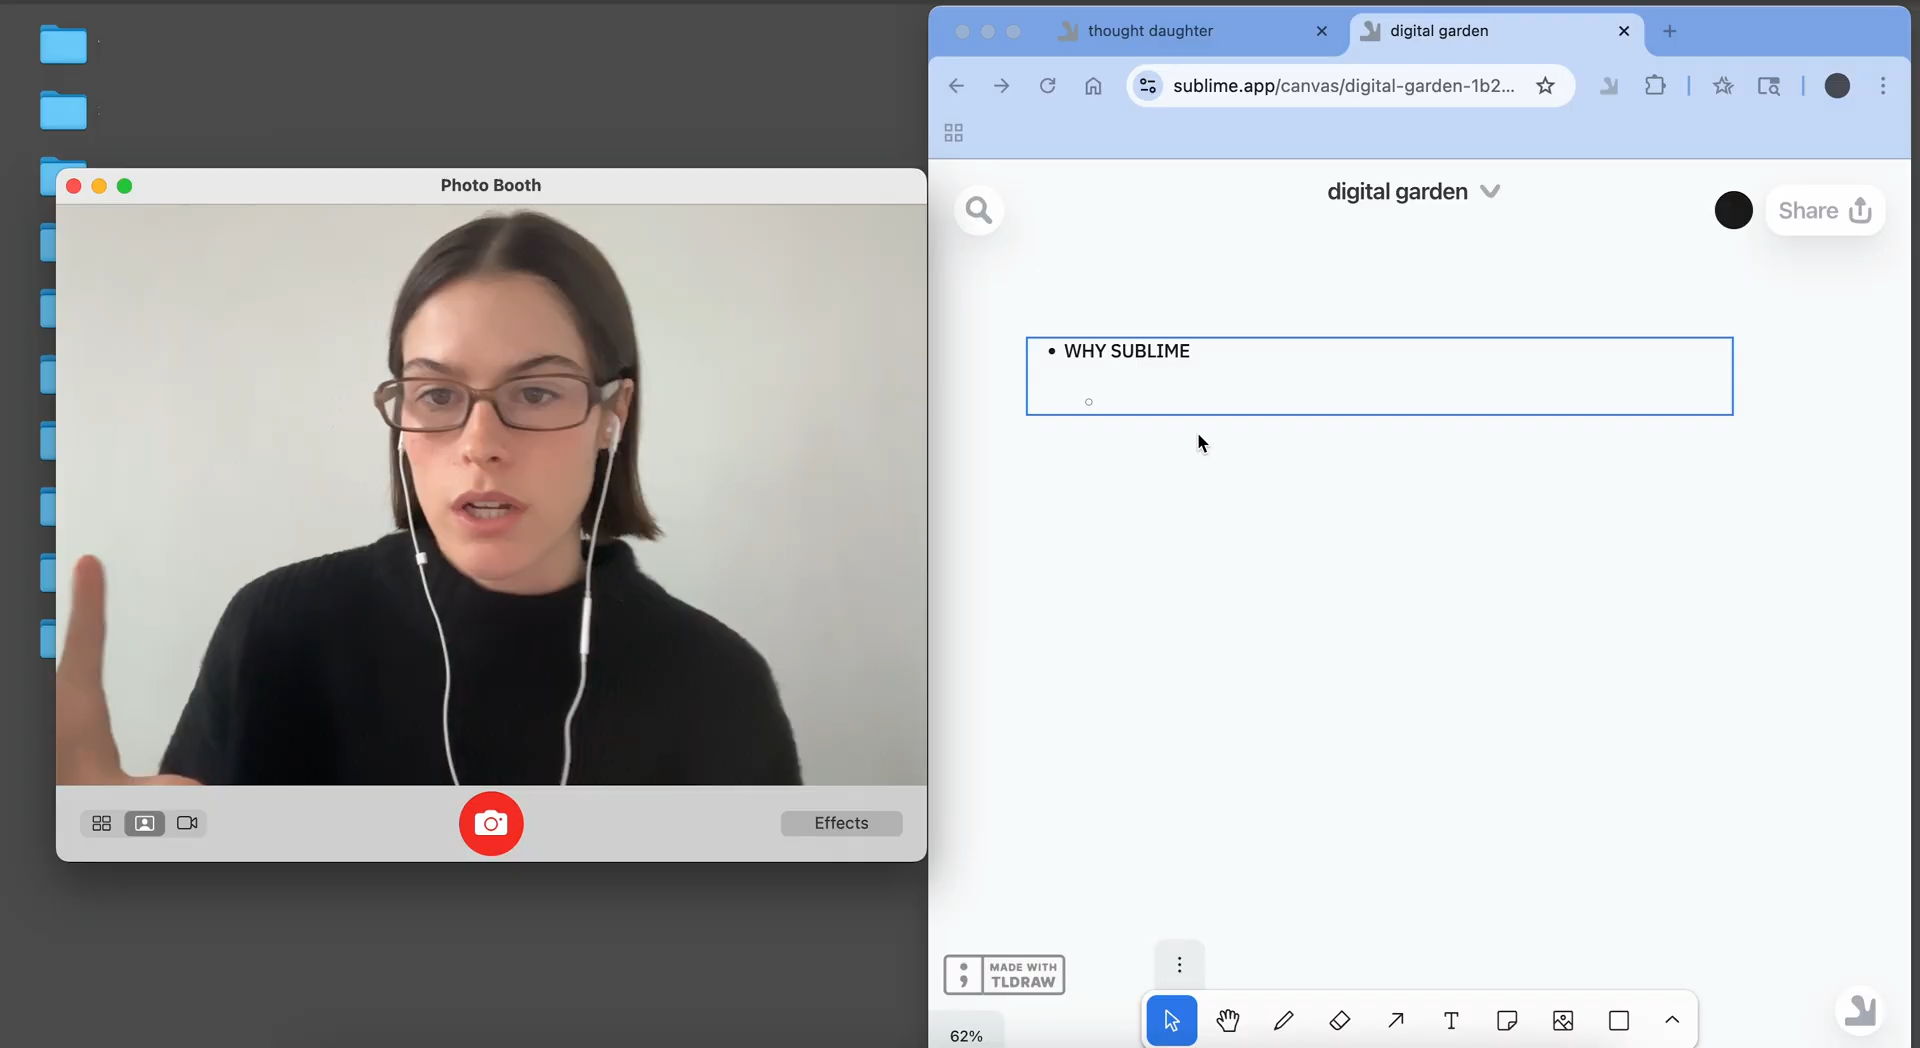 thought daughter
digital garden
sublime.app/canvas/digital-garden-1b2...
Photo Booth
digital garden
Share
• WHY SUBLIME
○
Effects
MADE WITH
TLDRAW
T
62%